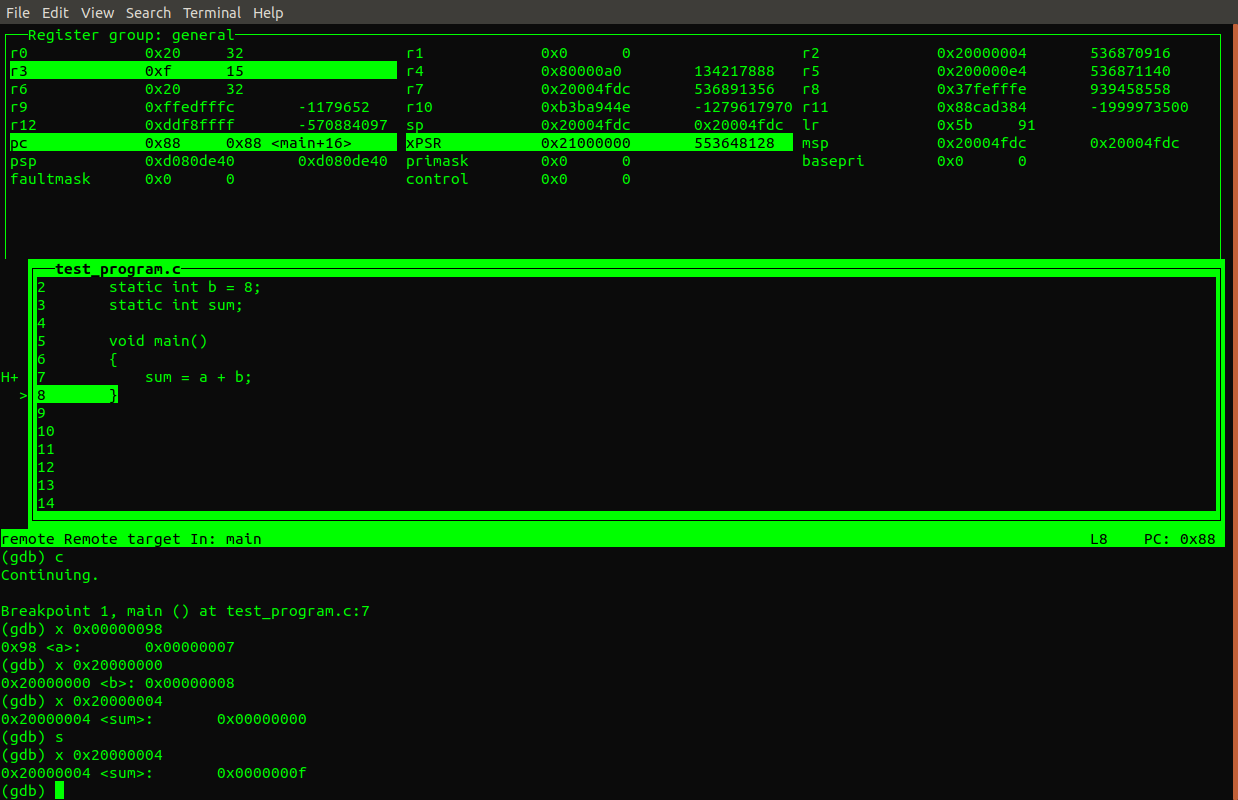 File Edit View Search Terminal Help
Register group: general
r0 0x20 32 r1 0x0 0 r2 0x20000004 536870916
r3 0xf 15 r4 0x80000a0 134217888 r5 0x200000e4 536871140
r6 0x20 32 r7 0x20004fdc 536891356 r8 0x37fefffe 939458558
r9 0xffedfffc -1179652 r10 0xb3ba944e -1279617970 r11 0x88cad384 -1999973500
r12 0xddf8ffff -570884097 sp 0x20004fdc 0x20004fdc lr 0x5b 91
pc 0x88 0x88 <main+16> xPSR 0x21000000 553648128 msp 0x20004fdc 0x20004fdc
psp 0xd080de40 0xd080de40 primask 0x0 0 basepri 0x0 0
faultmask 0x0 0 control 0x0 0
test_program.c
2 static int b = 8;
3 static int sum;
4
5 void main()
6 {
H+ 7 sum = a + b;
> 8 }
9
10
11
12
13
14
remote Remote target In: main L8 PC: 0x88
(gdb) c
Continuing.
Breakpoint 1, main () at test_program.c:7
(gdb) x 0x00000098
0x98 <a>: 0x00000007
(gdb) x 0x20000000
0x20000000 <b>: 0x00000008
(gdb) x 0x20000004
0x20000004 <sum>: 0x00000000
(gdb) s
(gdb) x 0x20000004
0x20000004 <sum>: 0x0000000f
(gdb)